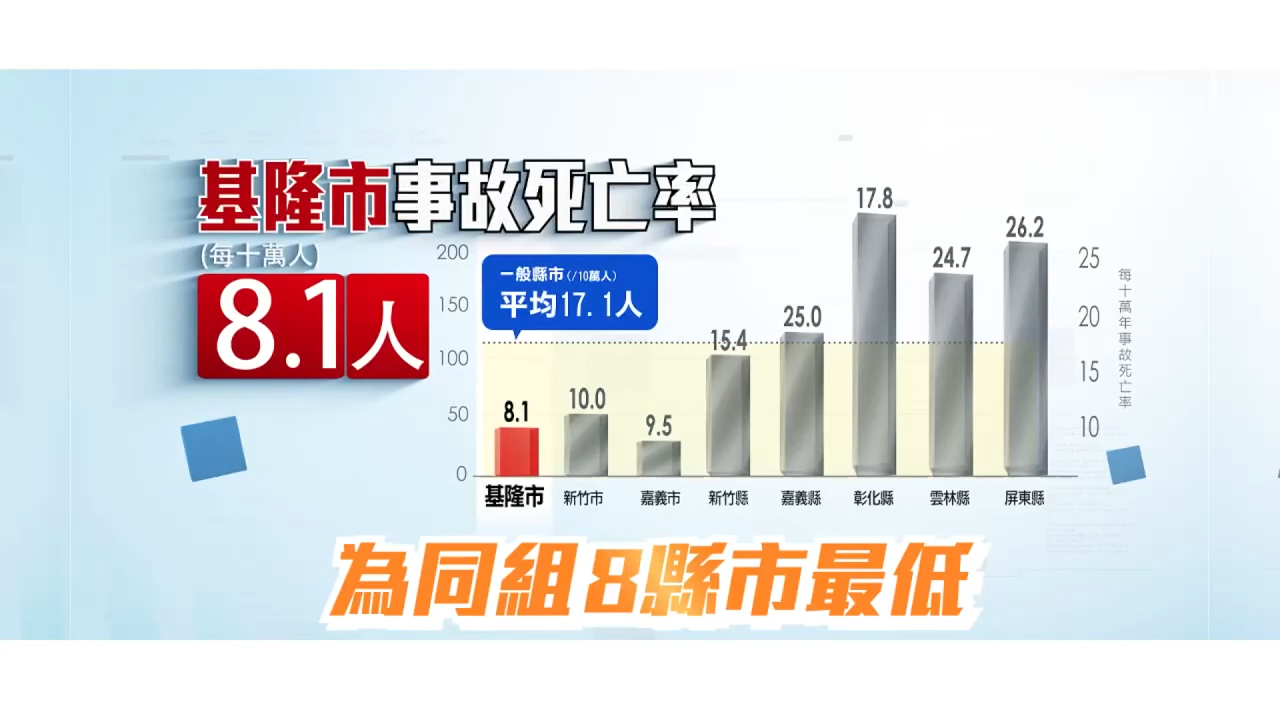 基隆市事故死亡率
(每十萬人)
8.1人
一般縣市(/10萬人)
平均17.1人
200
150
100
50
0
8.1
10.0
9.5
15.4
25.0
17.8
24.7
26.2
基隆市
新竹市
嘉義市
新竹縣
嘉義縣
彰化縣
雲林縣
屏東縣
25
20
15
10
每十萬年事故死亡率
為同組8縣市最低